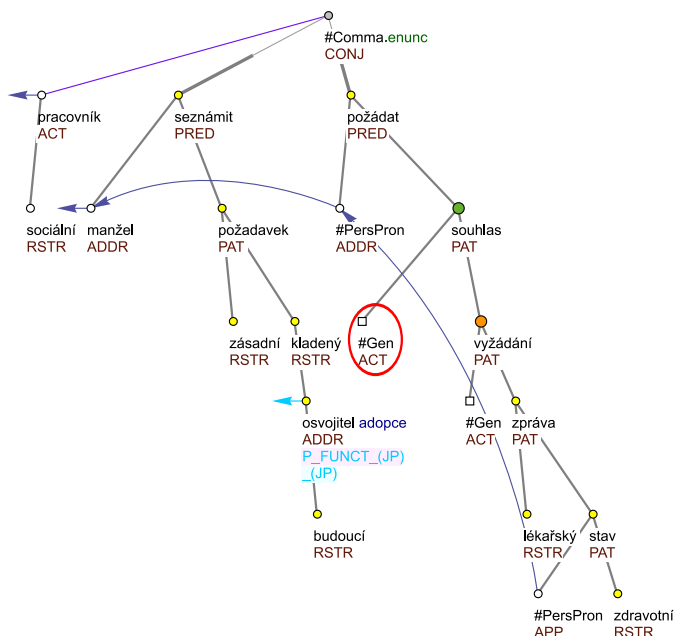 #Comma.enunc
CONJ
pracovník
ACT
seznámit
PRED
požádat
PRED
sociální
RSTR
manžel
ADDR
požadavek
PAT
#PersPron
ADDR
souhlas
PAT
zásadní
RSTR
kladený
RSTR
#Gen
ACT
vyžádání
PAT
osvojitel adopce
ADDR
P_FUNCT_(JP)
_(JP)
#Gen
ACT
zpráva
PAT
budoucí
RSTR
lékařský
RSTR
stav
PAT
#PersPron
APP
zdravotní
RSTR